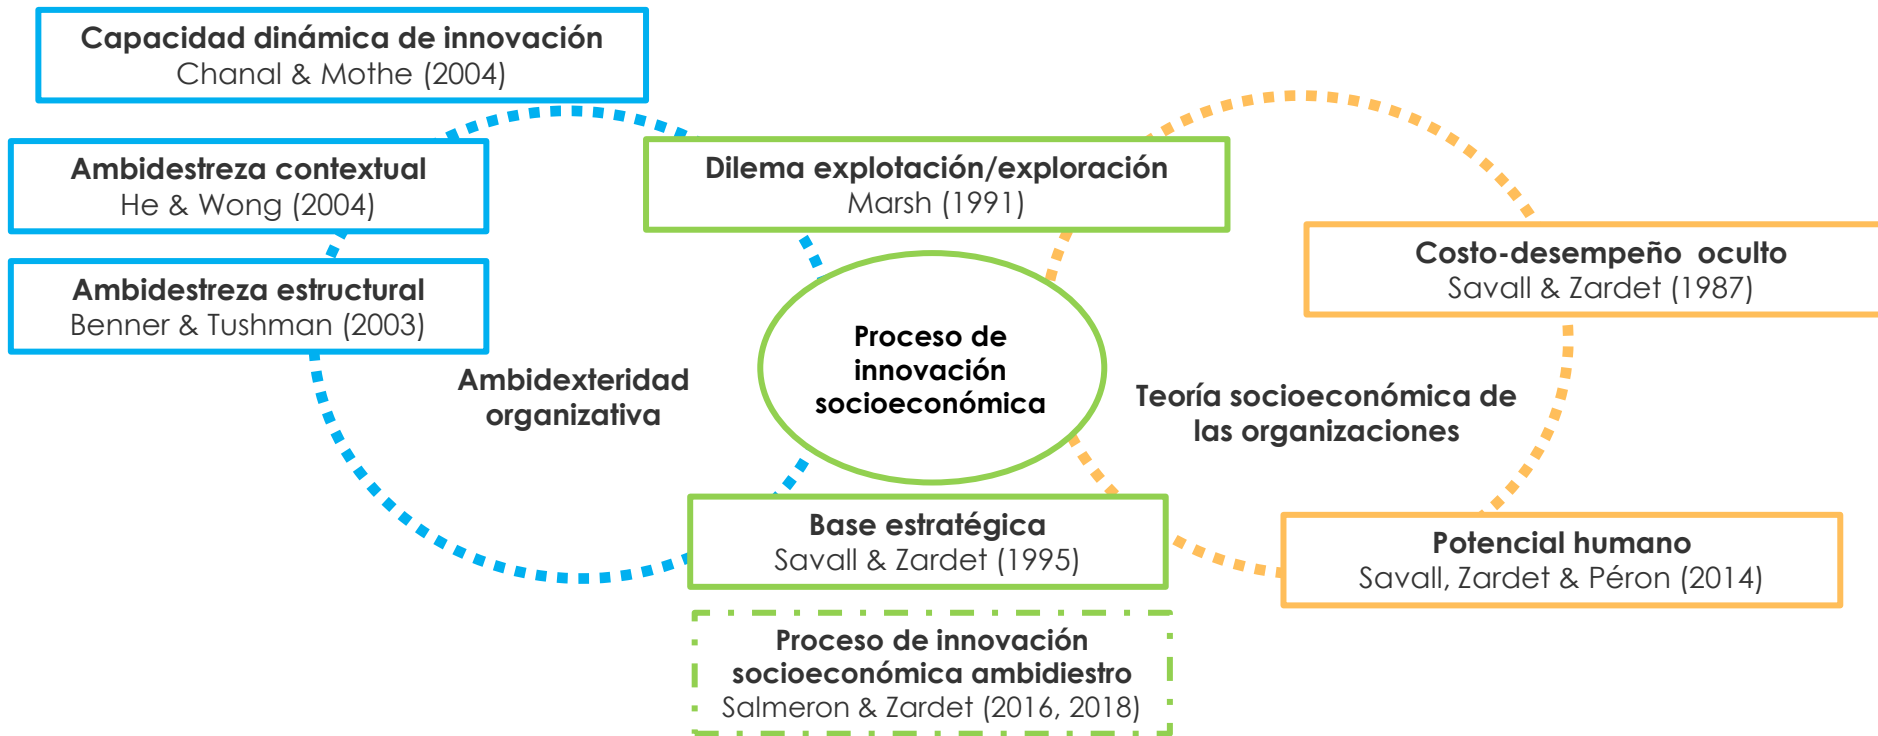 Capacidad dinámica de innovación
Chanal & Mothe (2004)
Ambidestreza contextual
He & Wong (2004)
Dilema explotación/exploración
Marsh (1991)
Costo-desempeño oculto
Savall & Zardet (1987)
Ambidestreza estructural
Benner & Tushman (2003)
Proceso de
innovación
socioeconómica
Ambidexteridad
organizativa
Teoría socioeconómica de
las organizaciones
Base estratégica
Savall & Zardet (1995)
Potencial humano
Savall, Zardet & Péron (2014)
Proceso de innovación
socioeconómica ambidiestro
Salmeron & Zardet (2016, 2018)